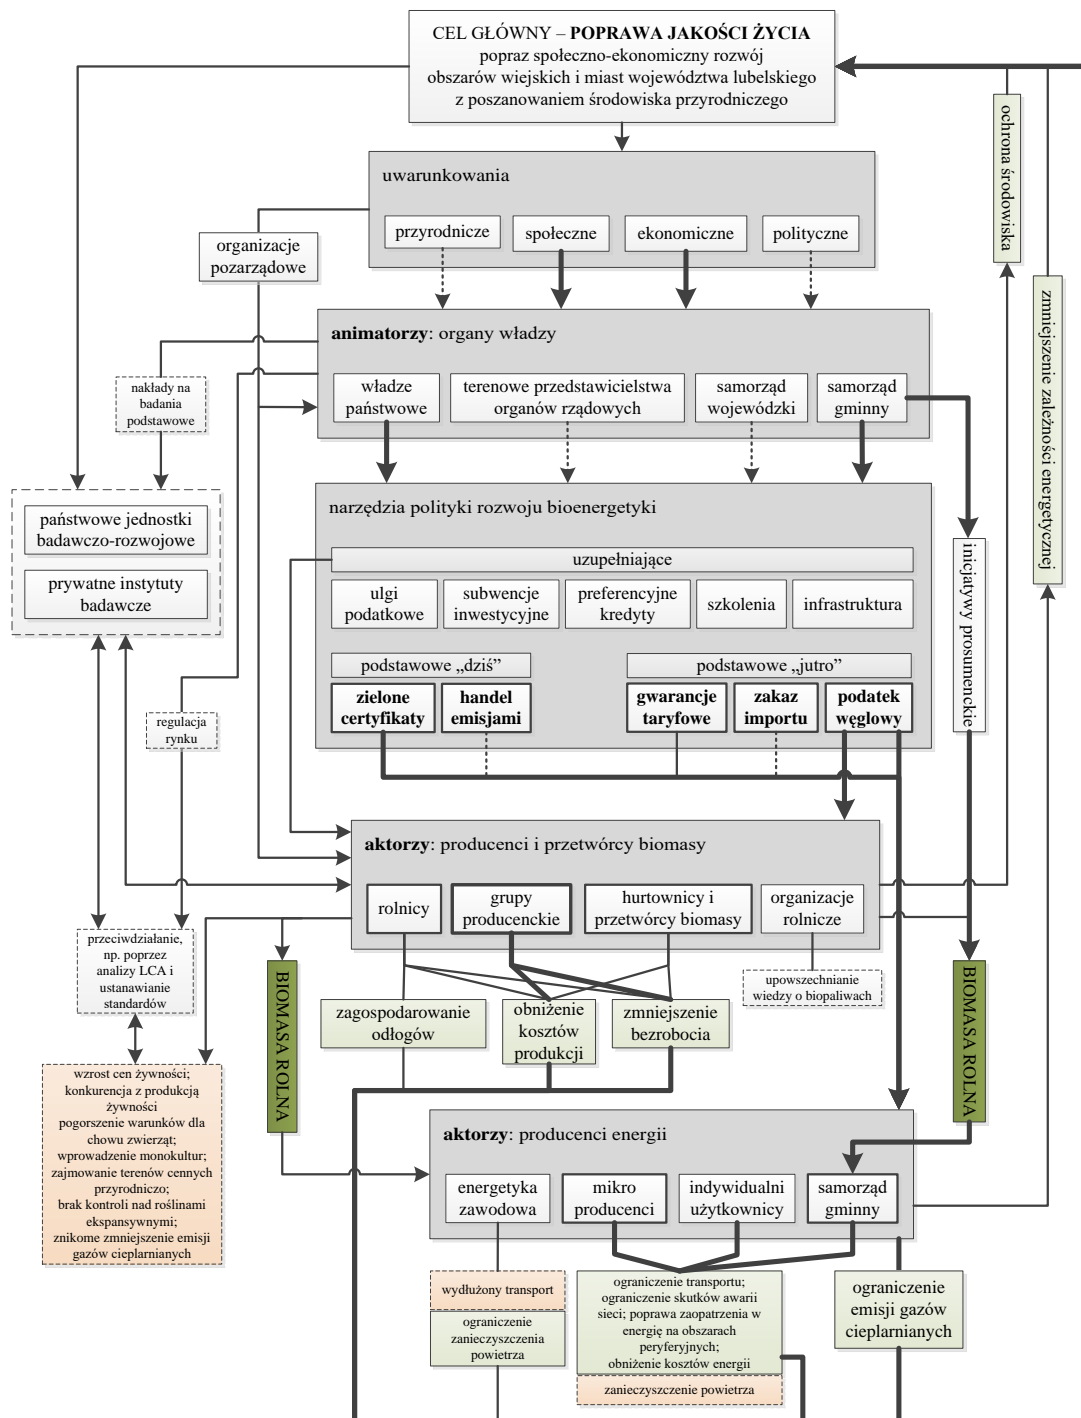 CEL GŁÓWNY – POPRAWA JAKOŚCI ŻYCIA
popraz społeczno-ekonomiczny rozwój
obszarów wiejskich i miast województwa lubelskiego
z poszanowaniem środowiska przyrodniczego
ochrona środowiska
uwarunkowania
przyrodnicze
społeczne
ekonomiczne
polityczne
organizacje
pozarządowe
zmniejszenie zależności energetycznej
animatorzy: organy władzy
władze
państwowe
terenowe przedstawicielstwa
organów rządowych
samorząd
wojewódzki
samorząd
gminny
nakłady na
badania
podstawowe
państwowe jednostki
badawczo-rozwojowe
prywatne instytuty
badawcze
narzędzia polityki rozwoju bioenergetyki
uzupełniające
ulgi
podatkowe
subwencje
inwestycyjne
preferencyjne
kredyty
szkolenia
infrastruktura
inicjatywy prosumenckie
podstawowe „dziś”
podstawowe „jutro”
zielone
certyfikaty
handel
emisjami
gwarancje
taryfowe
zakaz
importu
podatek
węglowy
regulacja
rynku
aktorzy: producenci i przetwórcy biomasy
rolnicy
grupy
producenckie
hurtownicy i
przetwórcy biomasy
organizacje
rolnicze
przeciwdziałanie,
np. poprzez
analizy LCA i
ustanawianie
standardów
BIOMASA ROLNA
upowszechnianie
wiedzy o biopaliwach
BIOMASA ROLNA
zagospodarowanie
odłogów
obniżenie
kosztów
produkcji
zmniejszenie
bezrobocia
wzrost cen żywności;
konkurencja z produkcją
żywności
pogorszenie warunków dla
chowu zwierząt;
wprowadzenie monokultur;
zajmowanie terenów cennych
przyrodniczo;
brak kontroli nad roślinami
ekspansywnymi;
znikome zmniejszenie emisji
gazów cieplarnianych
aktorzy: producenci energii
energetyka
zawodowa
mikro
producenci
indywidualni
użytkownicy
samorząd
gminny
wydłużony transport
ograniczenie
zanieczyszczenia
powietrza
ograniczenie transportu;
ograniczenie skutków awarii
sieci; poprawa zaopatrzenia w
energię na obszarach
peryferyjnych;
obniżenie kosztów energii
zanieczyszczenie powietrza
ograniczenie
emisji gazów
cieplarnianych